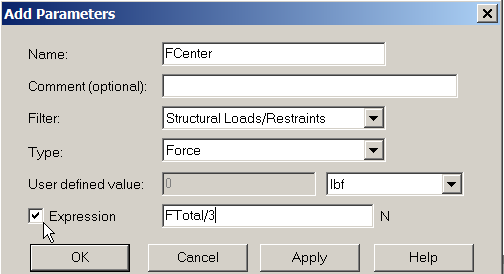 Add Parameters
Name: FCenter
Comment (optional):
Filter: Structural Loads/Restraints
Type: Force
User defined value: 0 lbf
Expression FTotal/3 N
OK Cancel Apply Help